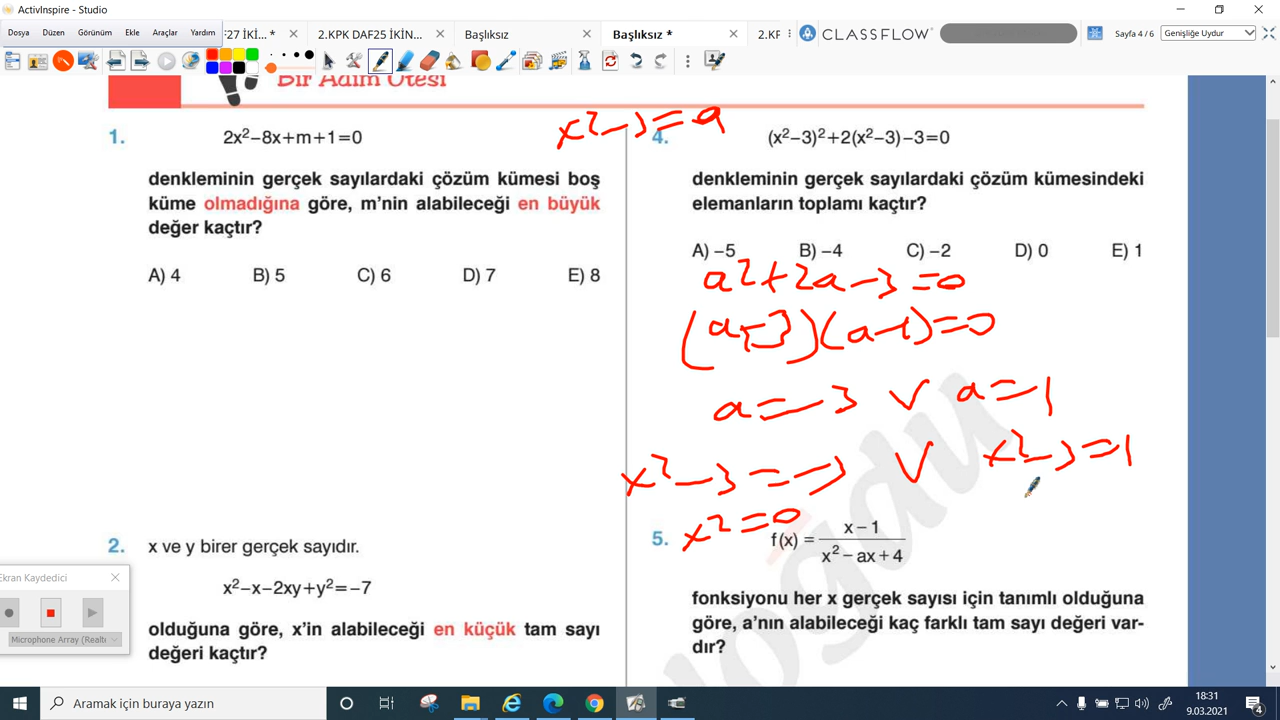 ActivInspire - Studio
Dosya Düzen Görünüm Ekle Araçlar Yardım
F27 İKİ... * 2.KPK DAF25 İKİN... Başlıksız Başlıksız * 2.KP
CLASSFLOW
Sayfa 4 / 6 Genişliğe Uydur
Bir Adım Ötesi
1. 2x²−8x+m+1=0
denkleminin gerçek sayılardaki çözüm kümesi boş
küme olmadığına göre, m'nin alabileceği en büyük
değer kaçtır?
A) 4 B) 5 C) 6 D) 7 E) 8
2. x ve y birer gerçek sayıdır.
x²−x−2xy+y²=−7
olduğuna göre, x'in alabileceği en küçük tam sayı
değeri kaçtır?
x²−3=a
4. (x²−3)²+2(x²−3)−3=0
denkleminin gerçek sayılardaki çözüm kümesindeki
elemanların toplamı kaçtır?
A) −5 B) −4 C) −2 D) 0 E) 1
a²+2a−3=0
(a+3)(a−1)=0
a=−3 V a=1
x²−3=−3 V x²−3=1
x²=0
5. f(x) = x−1 / x²−ax+4
fonksiyonu her x gerçek sayısı için tanımlı olduğuna
göre, a'nın alabileceği kaç farklı tam sayı değeri var-
dır?
Ekran Kaydedici
Microphone Array (Realte
Aramak için buraya yazın
18:31
9.03.2021
4